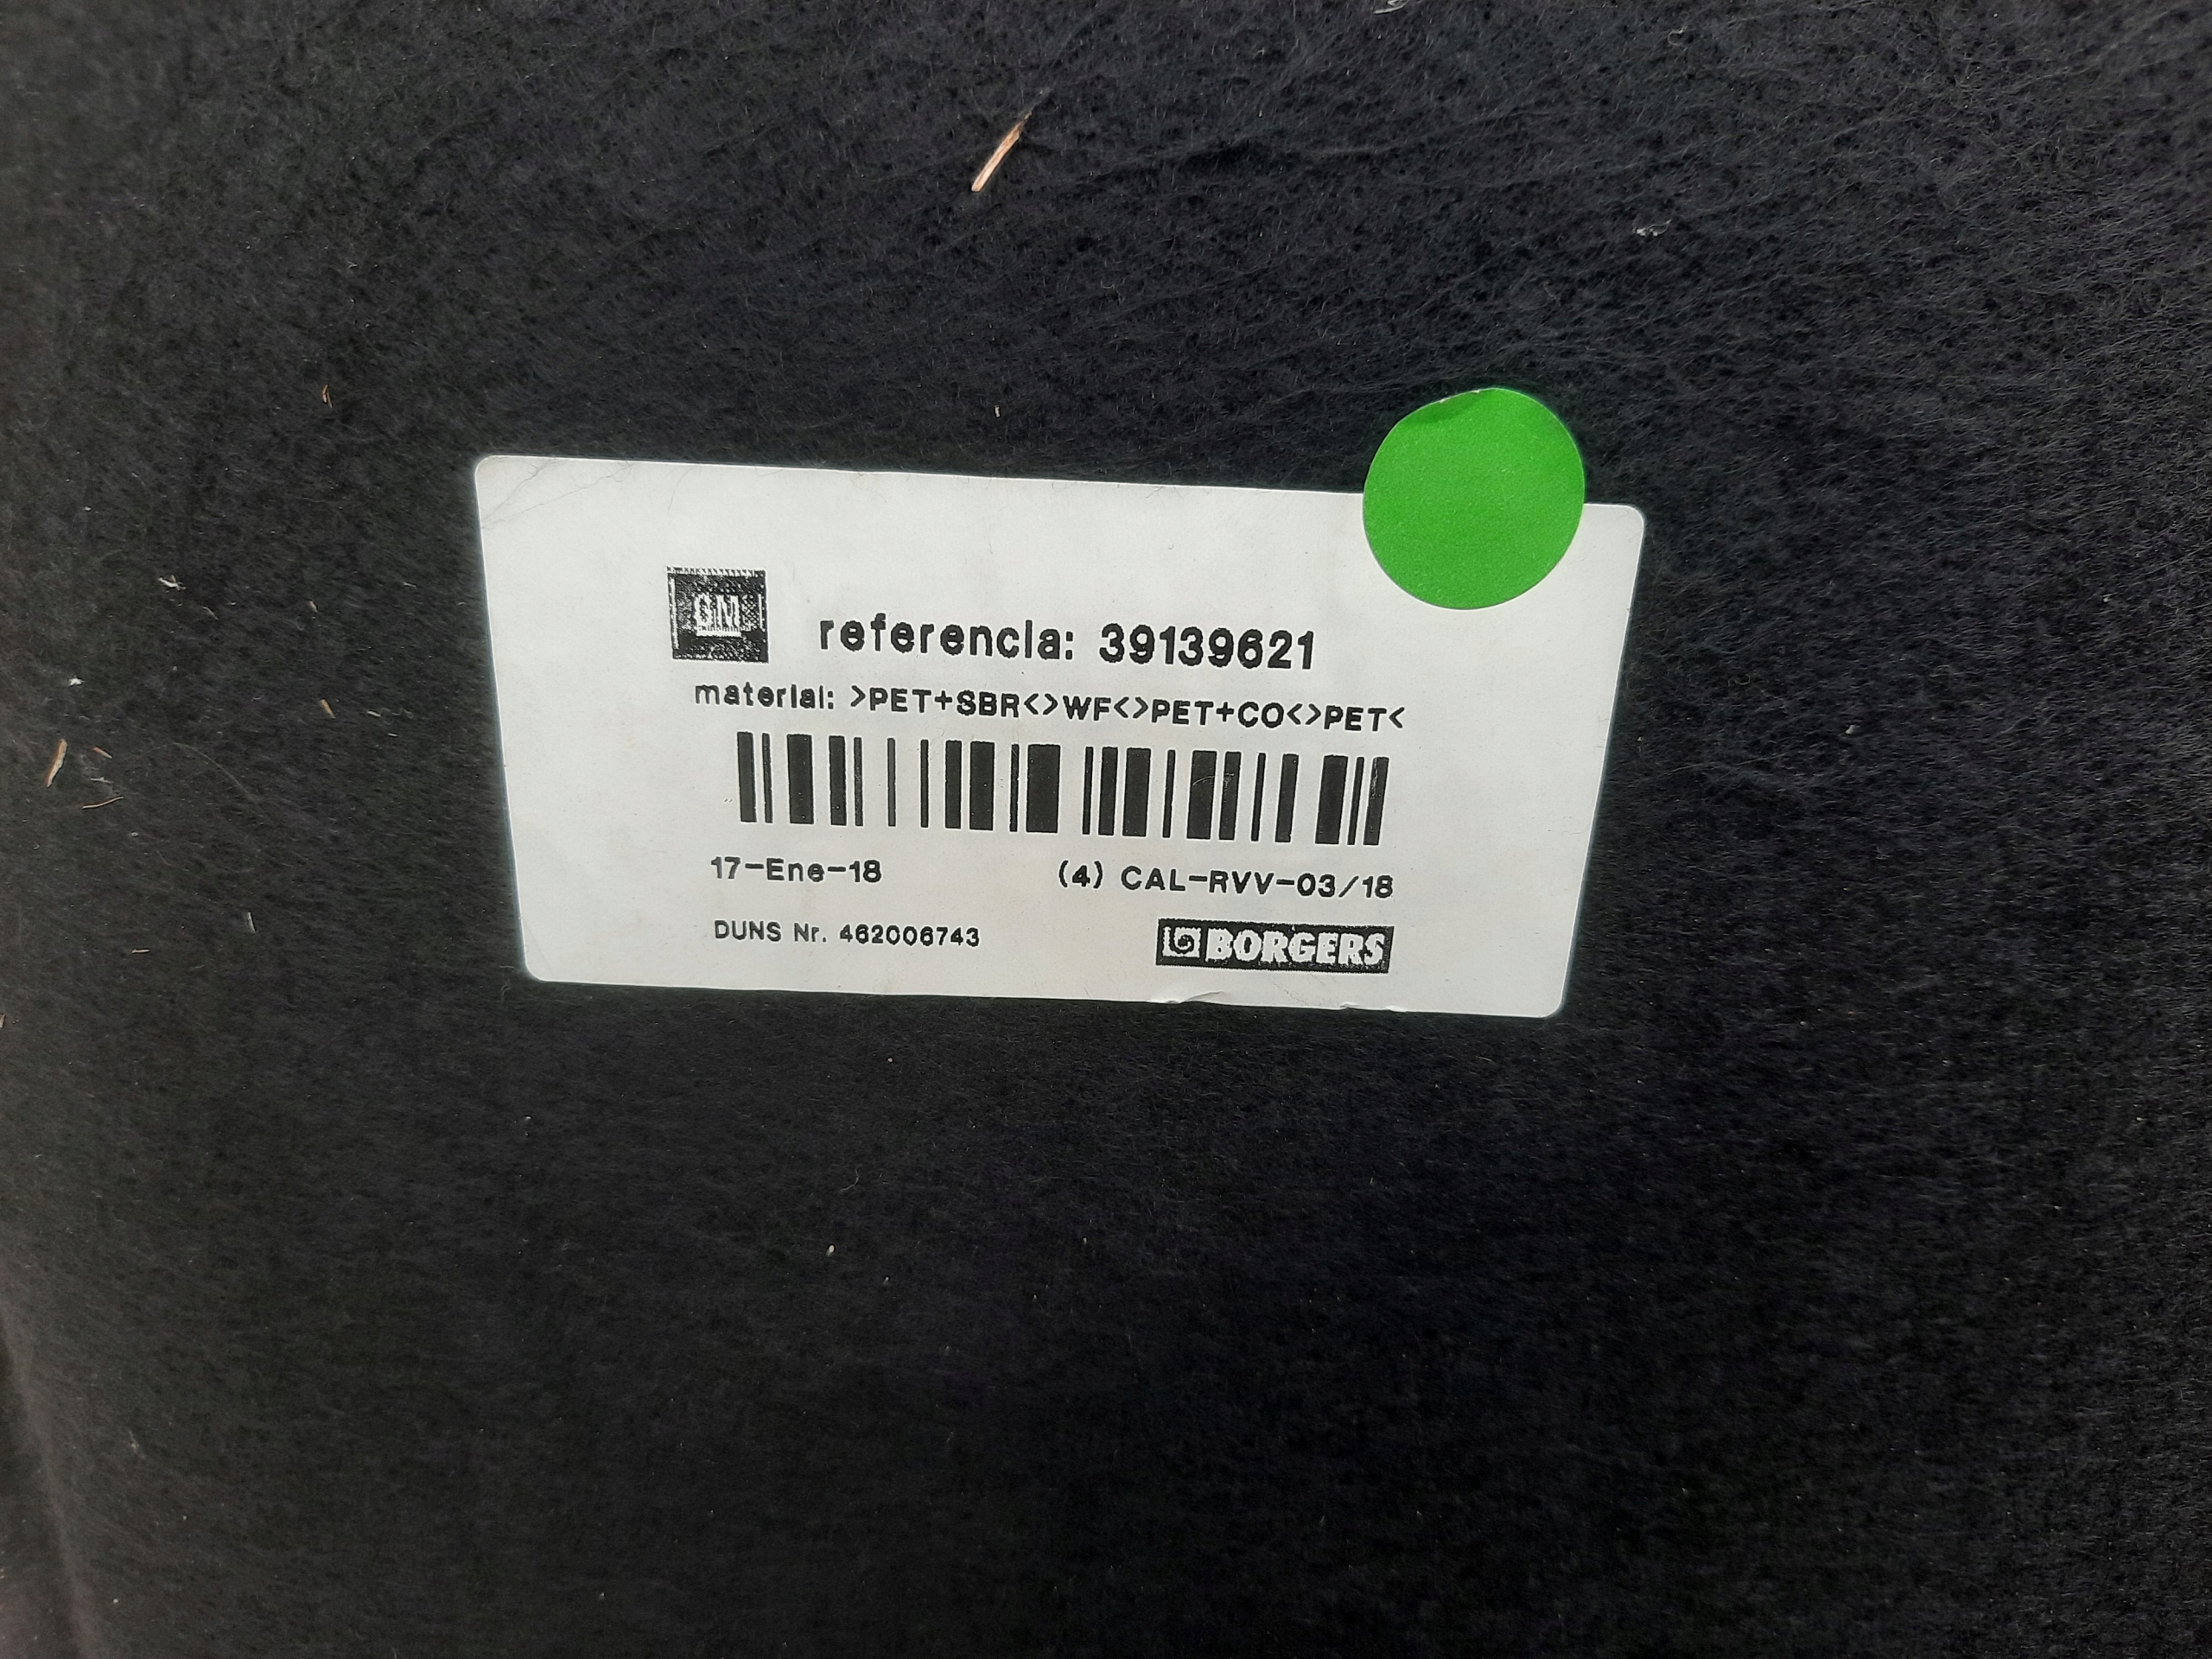 GM
referencia: 39139621
material: >PET+SBR<>WF<>PET+CO<>PET<
17-Ene-18 (4) CAL-RVV-03/18
DUNS Nr. 462006743 BORGERS